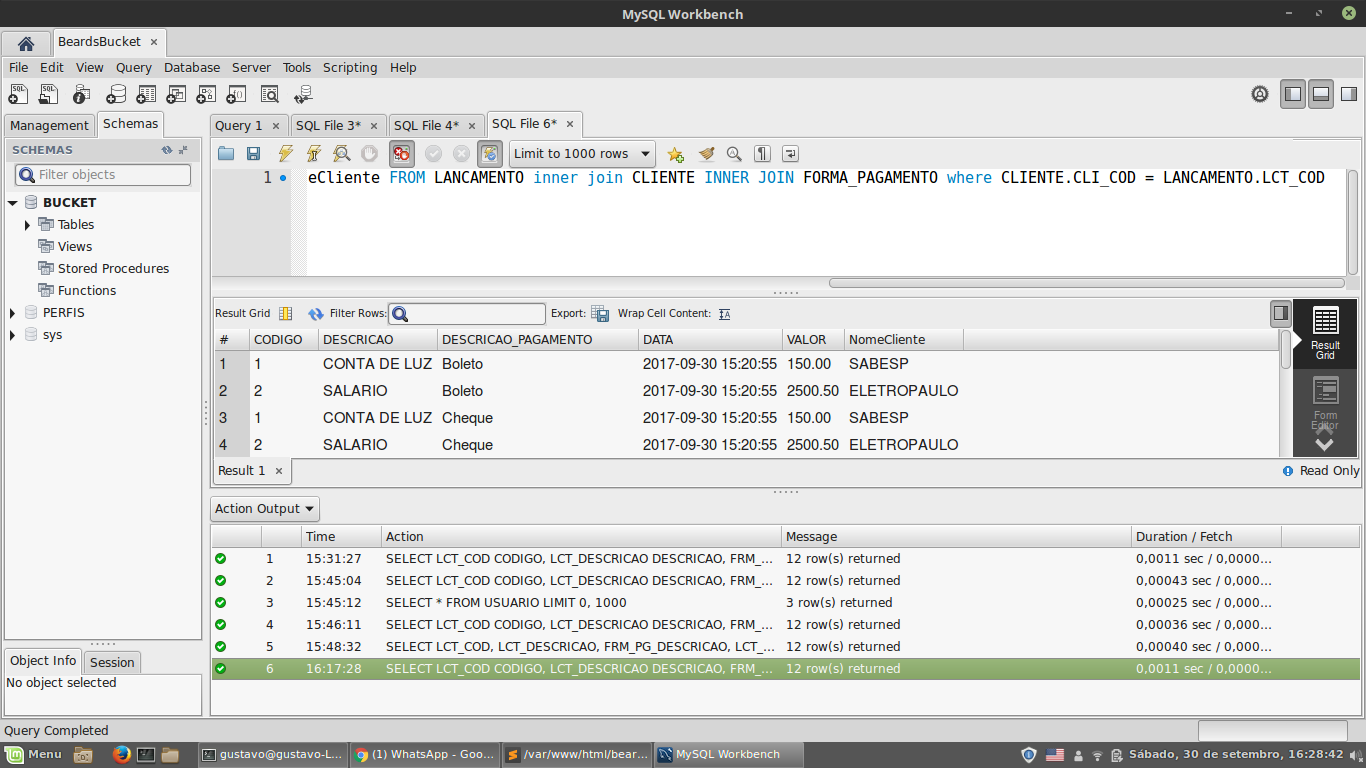 MySQL Workbench
BeardsBucket ×
File Edit View Query Database Server Tools Scripting Help
Management Schemas Query 1 × SQL File 3* × SQL File 4* × SQL File 6* ×
SCHEMAS
Limit to 1000 rows
Filter objects
1 eCliente FROM LANCAMENTO inner join CLIENTE INNER JOIN FORMA_PAGAMENTO where CLIENTE.CLI_COD = LANCAMENTO.LCT_COD
BUCKET
Tables
Views
Stored Procedures
Functions
PERFIS
sys
Result Grid Filter Rows: Export: Wrap Cell Content:
# CODIGO DESCRICAO DESCRICAO_PAGAMENTO DATA VALOR NomeCliente
1 1 CONTA DE LUZ Boleto 2017-09-30 15:20:55 150.00 SABESP
2 2 SALARIO Boleto 2017-09-30 15:20:55 2500.50 ELETROPAULO
3 1 CONTA DE LUZ Cheque 2017-09-30 15:20:55 150.00 SABESP
4 2 SALARIO Cheque 2017-09-30 15:20:55 2500.50 ELETROPAULO
Result
Grid
Form
Editor
Result 1 × Read Only
Action Output
Time Action Message Duration / Fetch
1 15:31:27 SELECT LCT_COD CODIGO, LCT_DESCRICAO DESCRICAO, FRM_... 12 row(s) returned 0,0011 sec / 0,0000...
2 15:45:04 SELECT LCT_COD CODIGO, LCT_DESCRICAO DESCRICAO, FRM_... 12 row(s) returned 0,00043 sec / 0,000...
3 15:45:12 SELECT * FROM USUARIO LIMIT 0, 1000 3 row(s) returned 0,00025 sec / 0,000...
4 15:46:11 SELECT LCT_COD CODIGO, LCT_DESCRICAO DESCRICAO, FRM_... 12 row(s) returned 0,00036 sec / 0,000...
5 15:48:32 SELECT LCT_COD, LCT_DESCRICAO, FRM_PG_DESCRICAO, LCT_... 12 row(s) returned 0,00040 sec / 0,000...
6 16:17:28 SELECT LCT_COD CODIGO, LCT_DESCRICAO DESCRICAO, FRM_... 12 row(s) returned 0,0011 sec / 0,0000...
Object Info Session
No object selected
Query Completed
Menu gustavo@gustavo-L... (1) WhatsApp - Goo... /var/www/html/bear... MySQL Workbench Sábado, 30 de setembro, 16:28:42